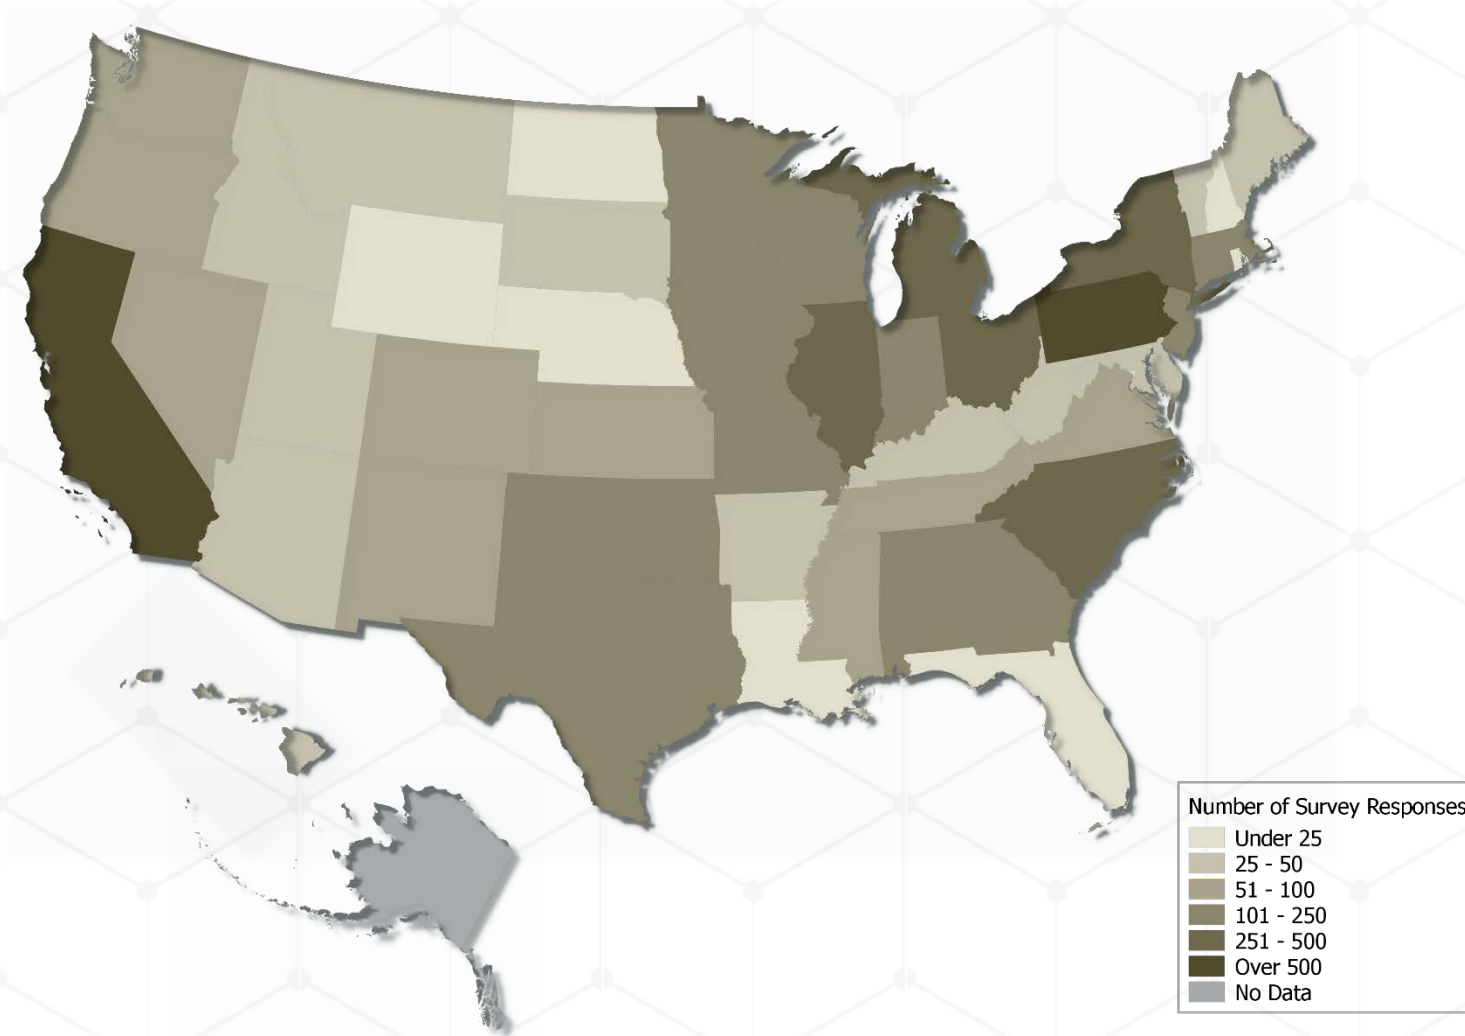 Number of Survey Responses
Under 25
25 - 50
51 - 100
101 - 250
251 - 500
Over 500
No Data